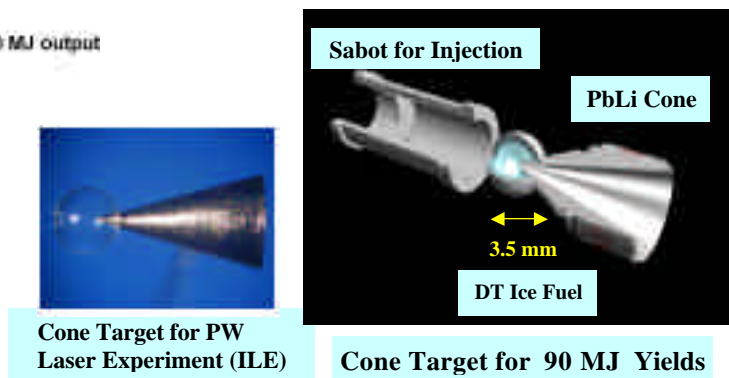 MJ output
Sabot for Injection
PbLi Cone
3.5 mm
DT Ice Fuel
Cone Target for PW
Laser Experiment (ILE)
Cone Target for 90 MJ Yields